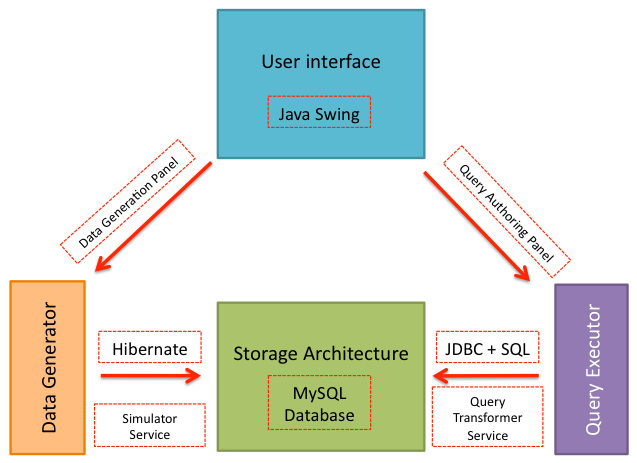 User interface
Java Swing
Data Generation Panel
Query Authoring Panel
Data Generator
Hibernate
Simulator
Service
Storage Architecture
MySQL
Database
JDBC + SQL
Query
Transformer
Service
Query Executor